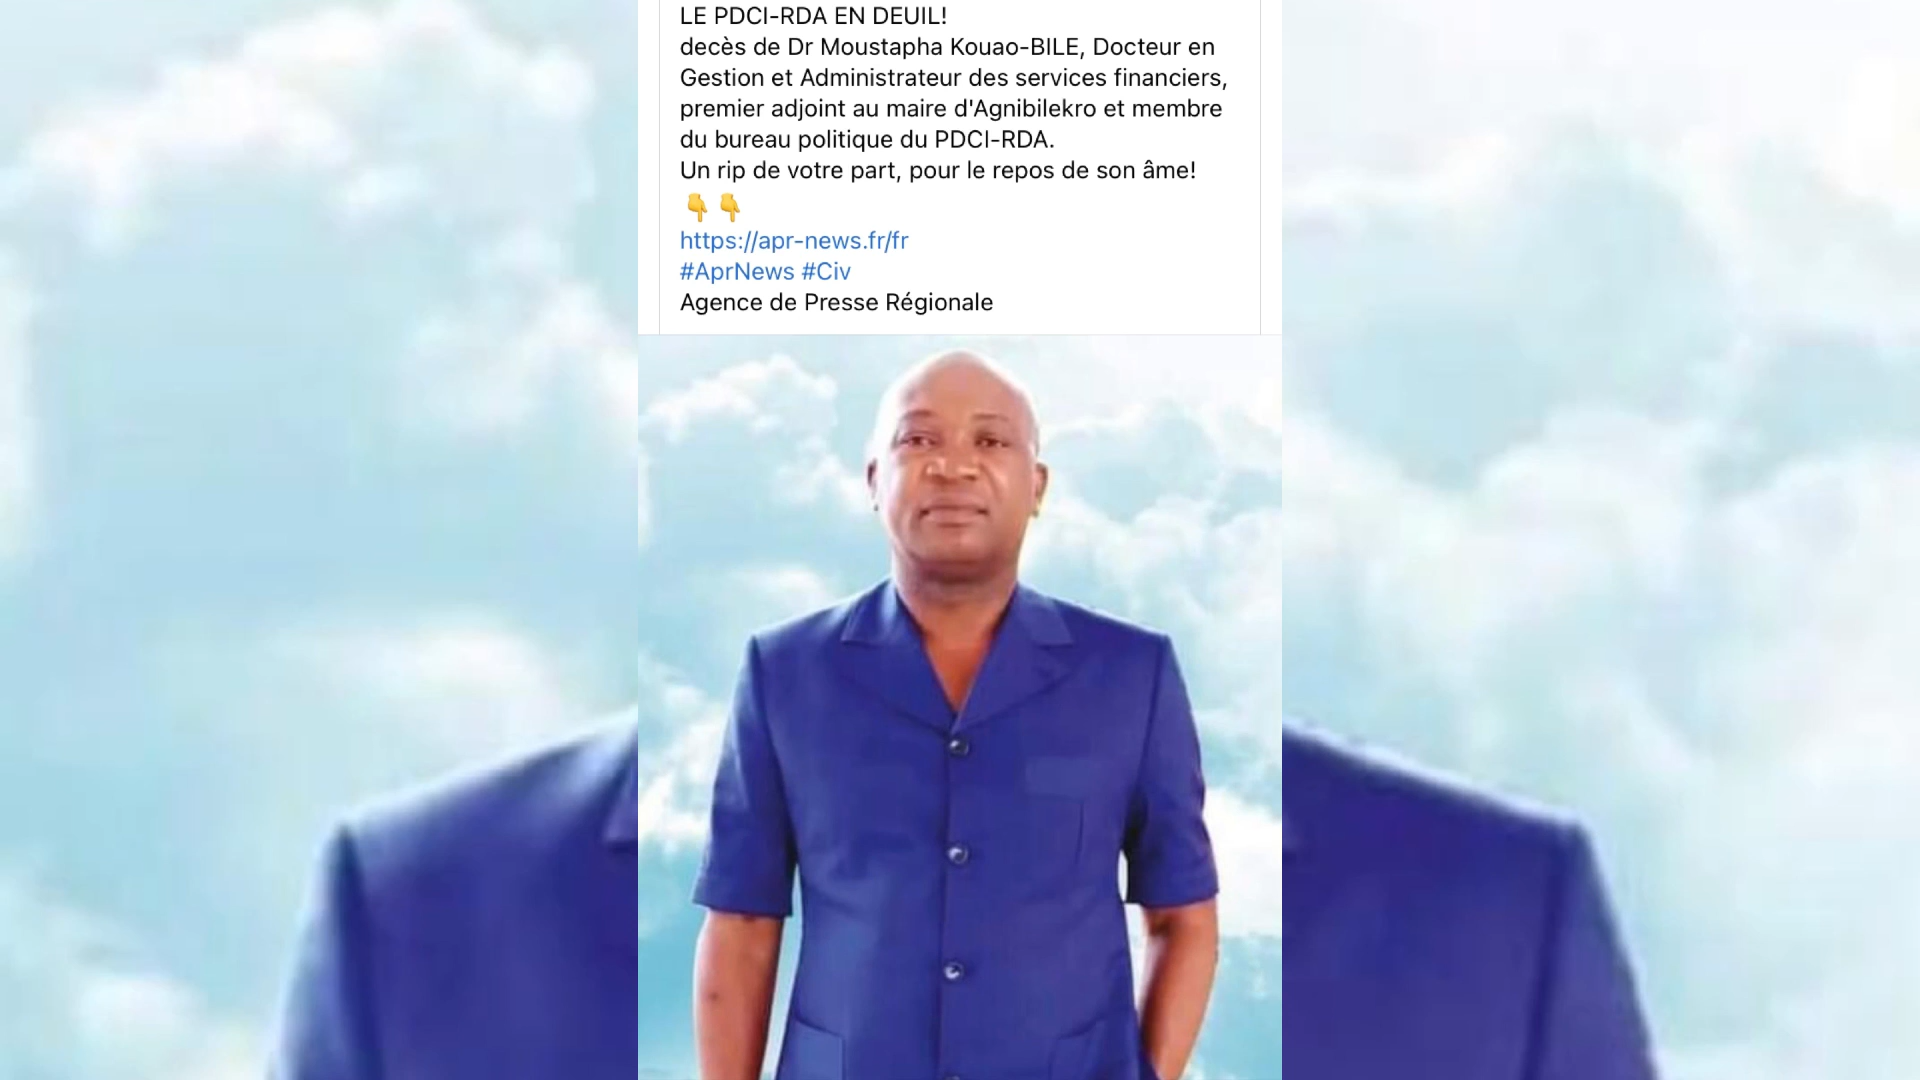 LE PDCI-RDA EN DEUIL!
decès de Dr Moustapha Kouao-BILE, Docteur en
Gestion et Administrateur des services financiers,
premier adjoint au maire d'Agnibilekro et membre
du bureau politique du PDCI-RDA.
Un rip de votre part, pour le repos de son âme!
👇👇
https://apr-news.fr/fr
#AprNews #Civ
Agence de Presse Régionale